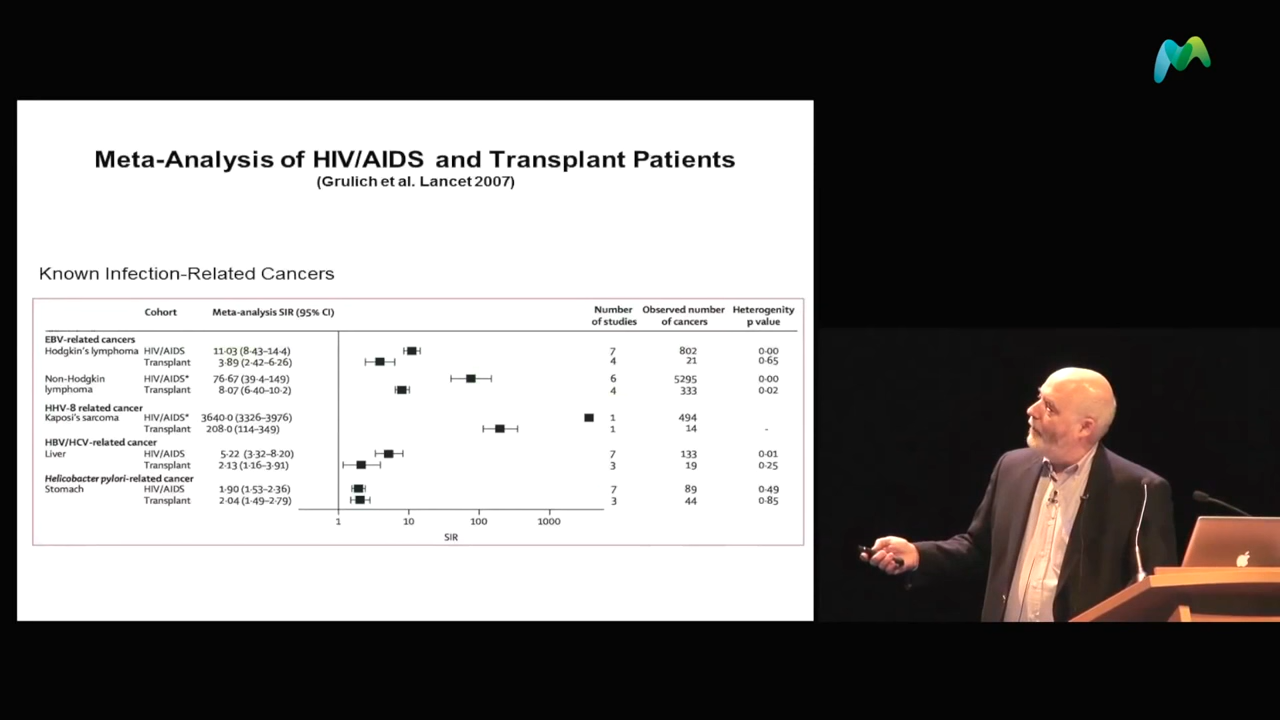 Meta-Analysis of HIV/AIDS and Transplant Patients
(Grulich et al. Lancet 2007)
Known Infection-Related Cancers
Cohort Meta-analysis SIR (95% CI) Number of studies Observed number of cancers Heterogenity p value
EBV-related cancers
Hodgkin's lymphoma HIV/AIDS 11·03 (8·43–14·4) 7 802 0·00
Transplant 3·89 (2·42–6·26) 4 21 0·65
Non-Hodgkin lymphoma HIV/AIDS* 76·67 (39·4–149) 6 5295 0·00
Transplant 8·07 (6·40–10·2) 4 333 0·02
HHV-8 related cancer
Kaposi's sarcoma HIV/AIDS* 3640·0 (3326–3976) 1 494
Transplant 208·0 (114–349) 1 14 -
HBV/HCV-related cancer
Liver HIV/AIDS 5·22 (3·32–8·20) 7 133 0·01
Transplant 2·13 (1·16–3·91) 3 19 0·25
Helicobacter pylori-related cancer
Stomach HIV/AIDS 1·90 (1·53–2·36) 7 89 0·49
Transplant 2·04 (1·49–2·79) 3 44 0·85
1 10 100 1000
SIR